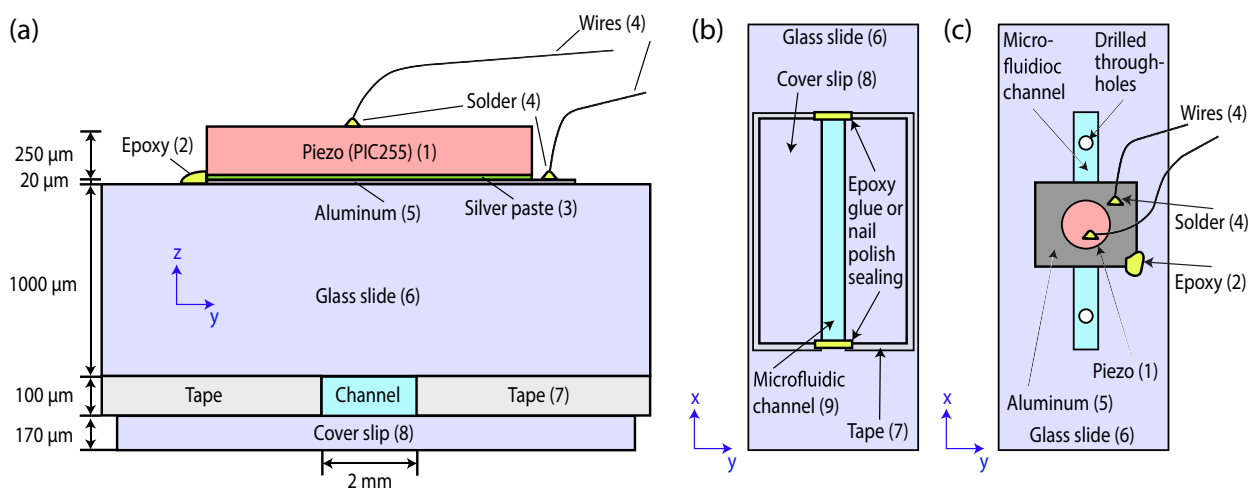 (a)
Wires (4)
Solder (4)
Epoxy (2)
Piezo (PIC255) (1)
250 µm
20 µm
Aluminum (5)
Silver paste (3)
z
y
1000 µm
Glass slide (6)
100 µm
Tape
Channel
Tape (7)
170 µm
Cover slip (8)
2 mm
(b)
Glass slide (6)
Cover slip (8)
Epoxy
glue or
nail
polish
sealing
Microfluidic
channel (9)
Tape (7)
x
y
(c)
Micro-
fluidioc
channel
Drilled
through-
holes
Wires (4)
Solder (4)
Epoxy (2)
Piezo (1)
Aluminum (5)
Glass slide (6)
x
y